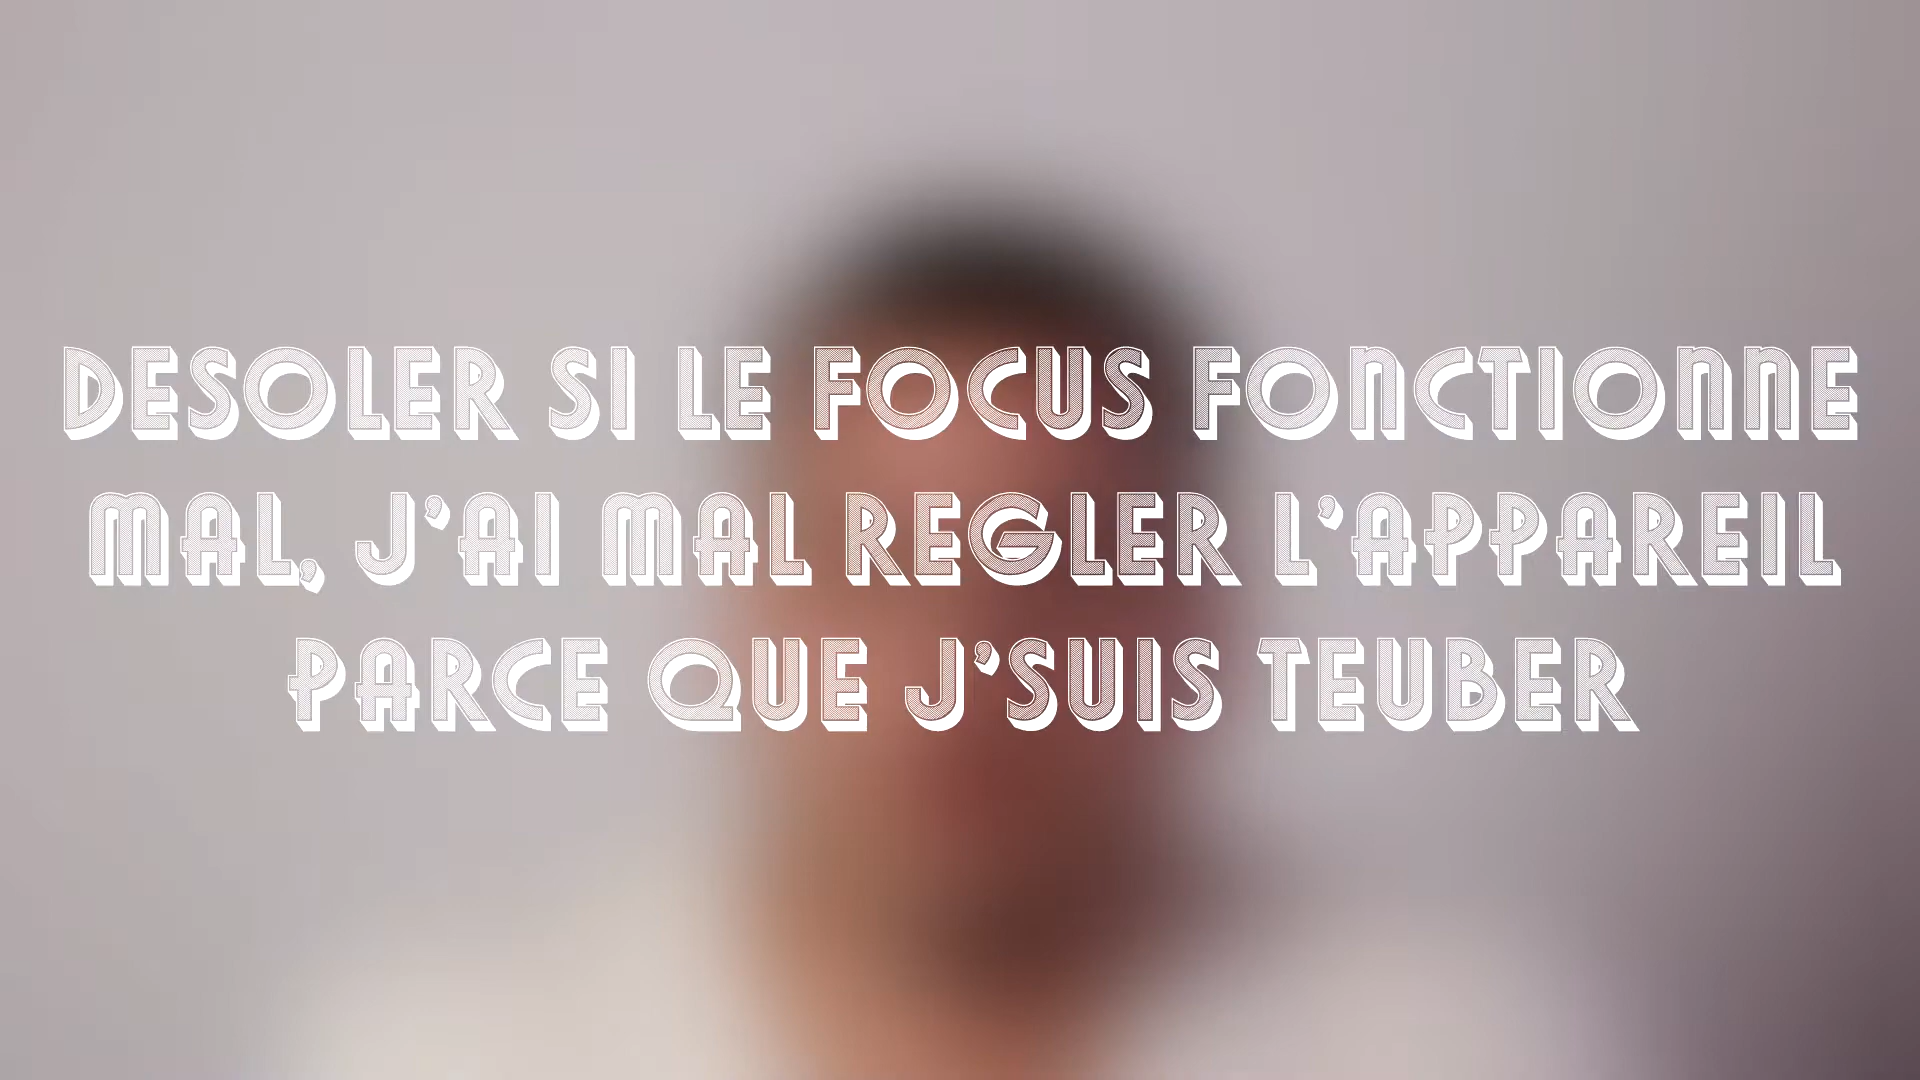 DESOLER SI LE FOCUS FONCTIONNE
MAL, J'AI MAL REGLER L'APPAREIL
PARCE QUE J'SUIS TEUBER